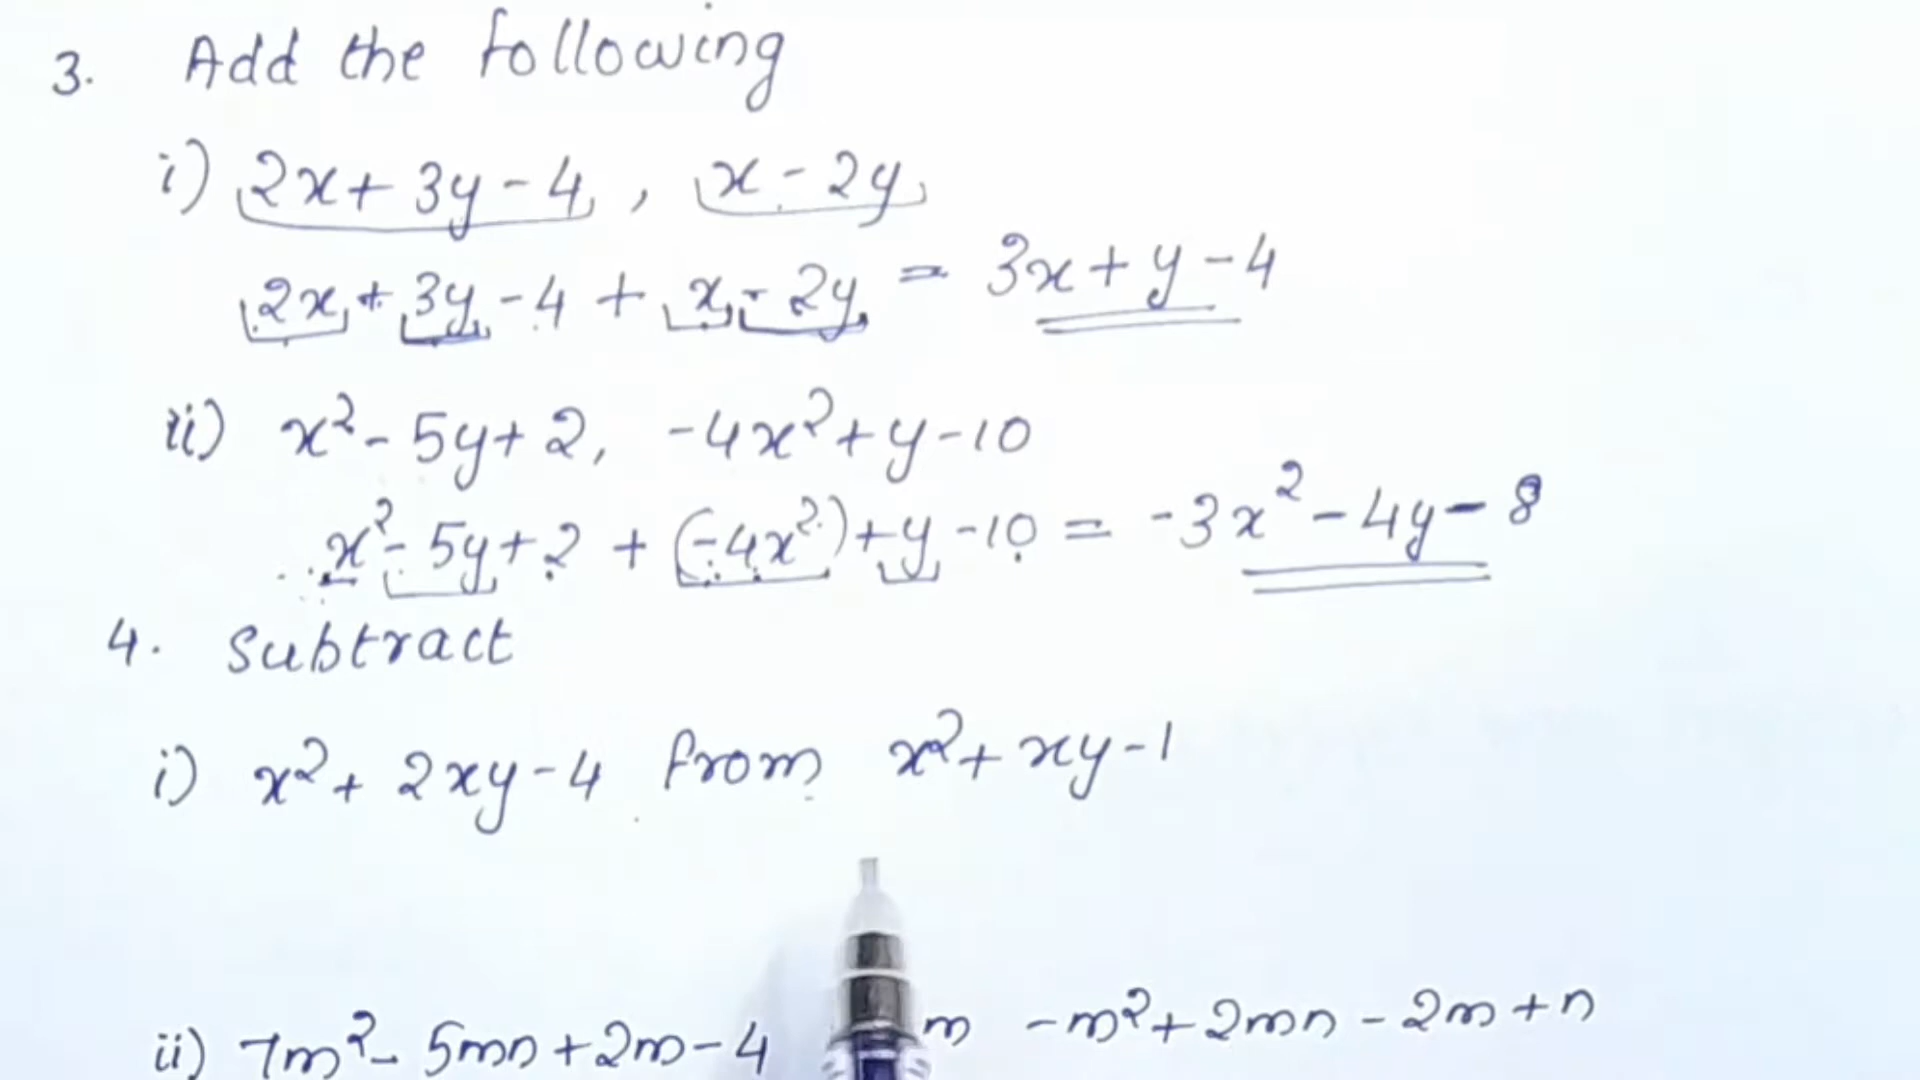 3. Add the following
i) 2x + 3y - 4, x - 2y
2x + 3y - 4 + x - 2y = 3x + y - 4
ii) x² - 5y + 2, -4x² + y - 10
x² - 5y + 2 + (-4x²) + y - 10 = -3x² - 4y - 8
4. Subtract
i) x² + 2xy - 4 from x² + xy - 1
ii) 7m² - 5mn + 2m - 4 m -m² + 2mn - 2m + n